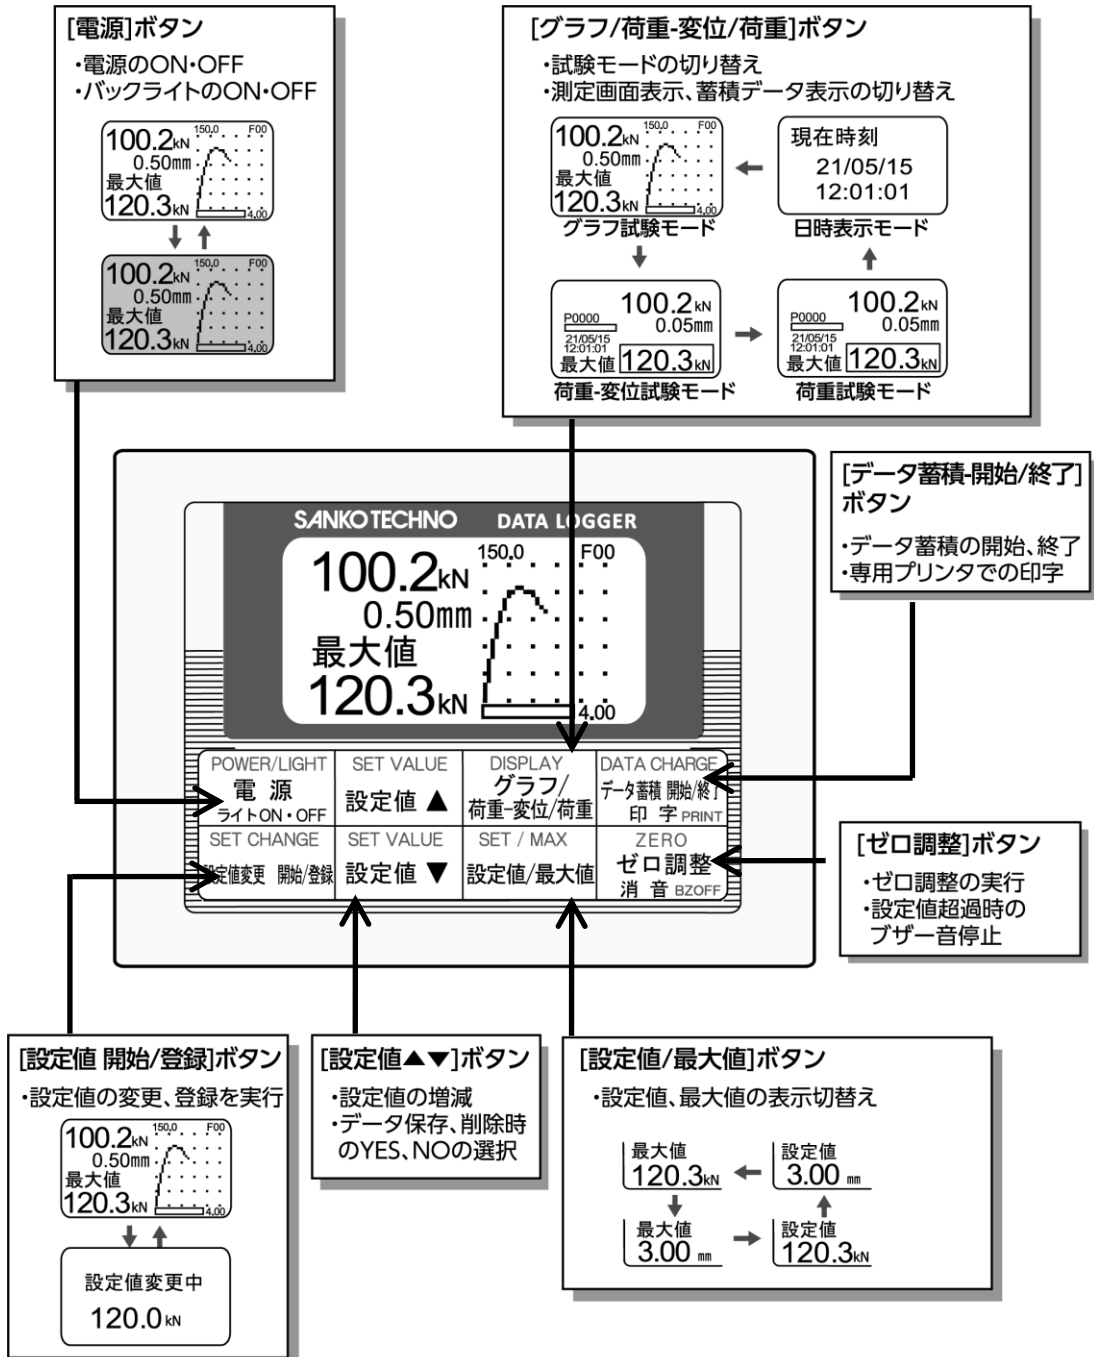 [電源]ボタン
・電源のON・OFF
・バックライトのON・OFF
100.2kN
150.0 F00
0.50mm
最大値
120.3kN
4.00
100.2kN
150.0 F00
0.50mm
最大値
120.3kN
4.00
[グラフ/荷重-変位/荷重]ボタン
・試験モードの切り替え
・測定画面表示、蓄積データ表示の切り替え
100.2kN
150.0 F00
0.50mm
最大値
120.3kN
4.00
グラフ試験モード
現在時刻
21/05/15
12:01:01
日時表示モード
100.2kN
P0000
0.05mm
21/05/15
12:01:01
最大値 120.3kN
荷重-変位試験モード
100.2kN
P0000
0.05mm
21/05/15
12:01:01
最大値 120.3kN
荷重試験モード
[データ蓄積-開始/終了]
ボタン
・データ蓄積の開始、終了
・専用プリンタでの印字
SANKO TECHNO DATA LOGGER
100.2kN
150.0 F00
0.50mm
最大値
120.3kN
4.00
POWER/LIGHT
電 源
ライトON・OFF
SET VALUE
設定値 ▲
DISPLAY
グラフ/
荷重-変位/荷重
DATA CHARGE
データ蓄積 開始/終了
印 字 PRINT
SET CHANGE
設定値変更 開始/登録
SET VALUE
設定値 ▼
SET / MAX
設定値/最大値
ZERO
ゼロ調整
消 音 BZOFF
[ゼロ調整]ボタン
・ゼロ調整の実行
・設定値超過時の
ブザー音停止
[設定値 開始/登録]ボタン
・設定値の変更、登録を実行
100.2kN
150.0 F00
0.50mm
最大値
120.3kN
4.00
設定値変更中
120.0kN
[設定値▲▼]ボタン
・設定値の増減
・データ保存、削除時
のYES、NOの選択
[設定値/最大値]ボタン
・設定値、最大値の表示切替え
最大値
120.3kN
設定値
3.00 mm
最大値
3.00 mm
設定値
120.3kN